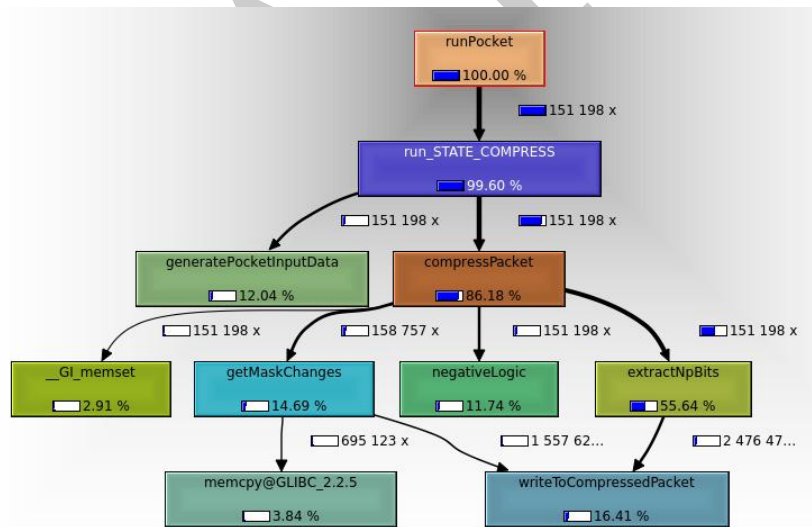 runPocket
100.00 %
151 198 x
run_STATE_COMPRESS
99.60 %
151 198 x
151 198 x
generatePocketInputData
12.04 %
compressPacket
86.18 %
151 198 x
158 757 x
151 198 x
151 198 x
__GI_memset
2.91 %
getMaskChanges
14.69 %
negativeLogic
11.74 %
extractNpBits
55.64 %
695 123 x
1 557 62...
2 476 47...
memcpy@GLIBC_2.2.5
3.84 %
writeToCompressedPacket
16.41 %